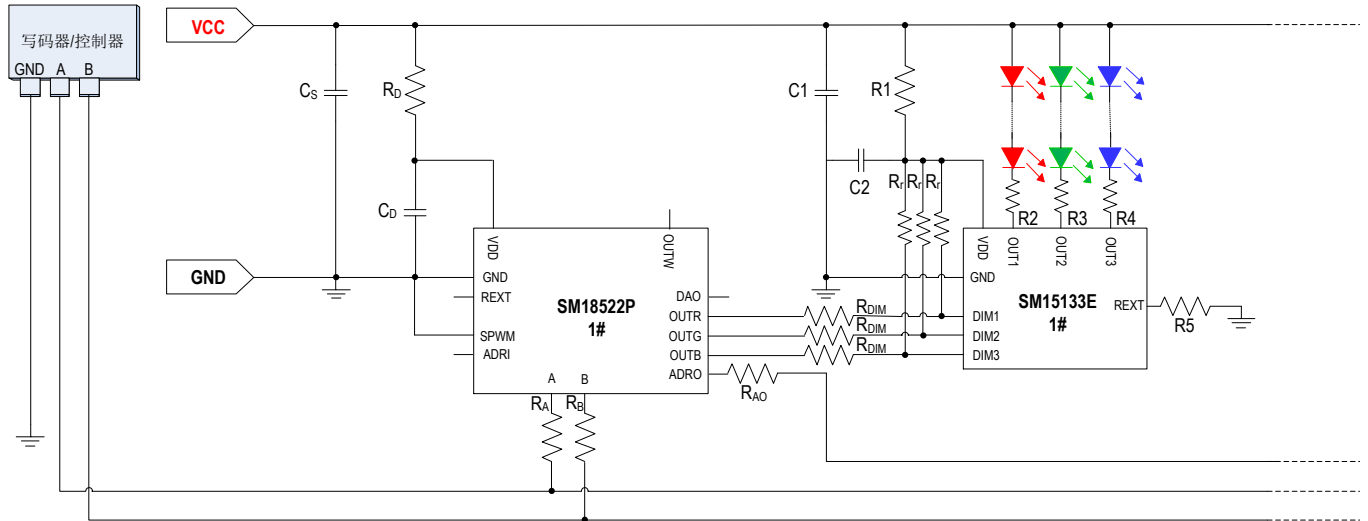 写码器/控制器
GND A B
VCC
GND
CS
RD
CD
VDD
GND
REXT
SPWM
ADRI
SM18522P
1#
OUTW
DAO
OUTR
OUTG
OUTB
ADRO
A B
RA
RB
RAO
RDIM
RDIM
RDIM
C1
R1
C2
Rr Rr Rr
R2
R3
R4
VDD
OUT1
OUT2
OUT3
GND
DIM1
DIM2
DIM3
SM15133E
1#
REXT
R5